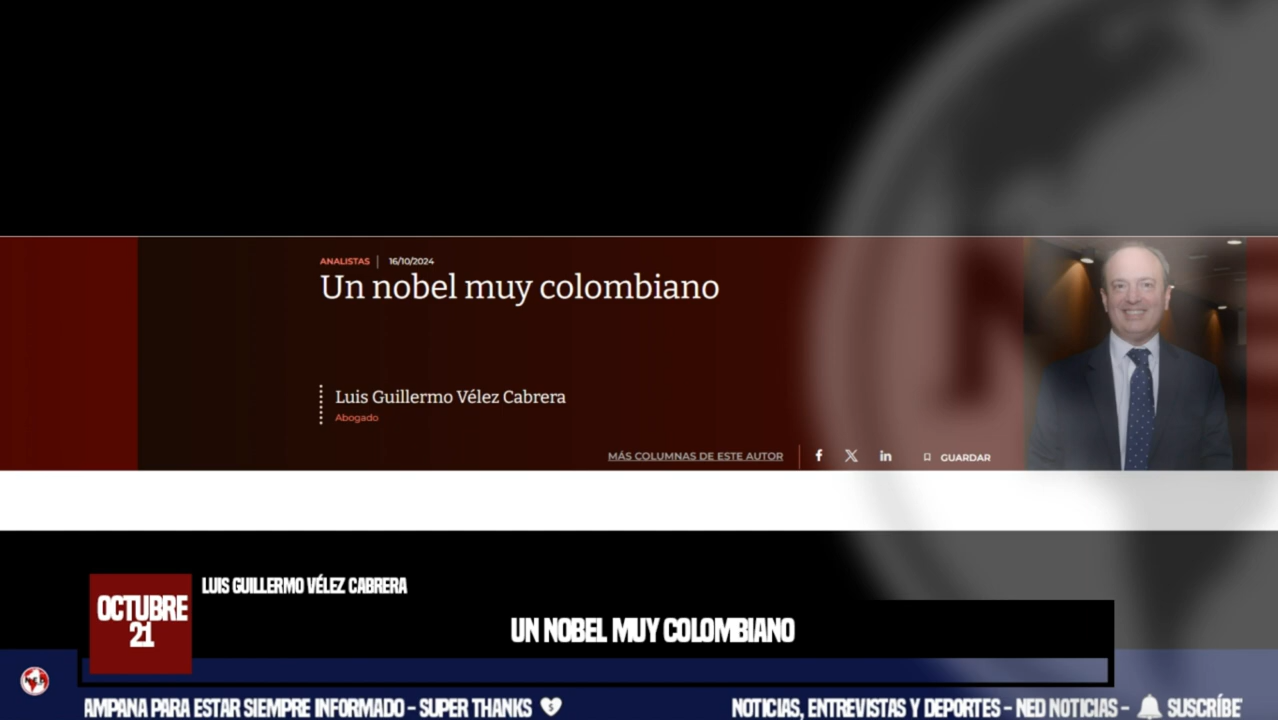 ANALISTAS | 16/10/2024
Un nobel muy colombiano
Luis Guillermo Vélez Cabrera
Abogado
MÁS COLUMNAS DE ESTE AUTOR
GUARDAR
LUIS GUILLERMO VÉLEZ CABRERA
OCTUBRE
21
UN NOBEL MUY COLOMBIANO
AMPANA PARA ESTAR SIEMPRE INFORMADO - SUPER THANKS
NOTICIAS, ENTREVISTAS Y DEPORTES - NED NOTICIAS - SUSCRÍBE